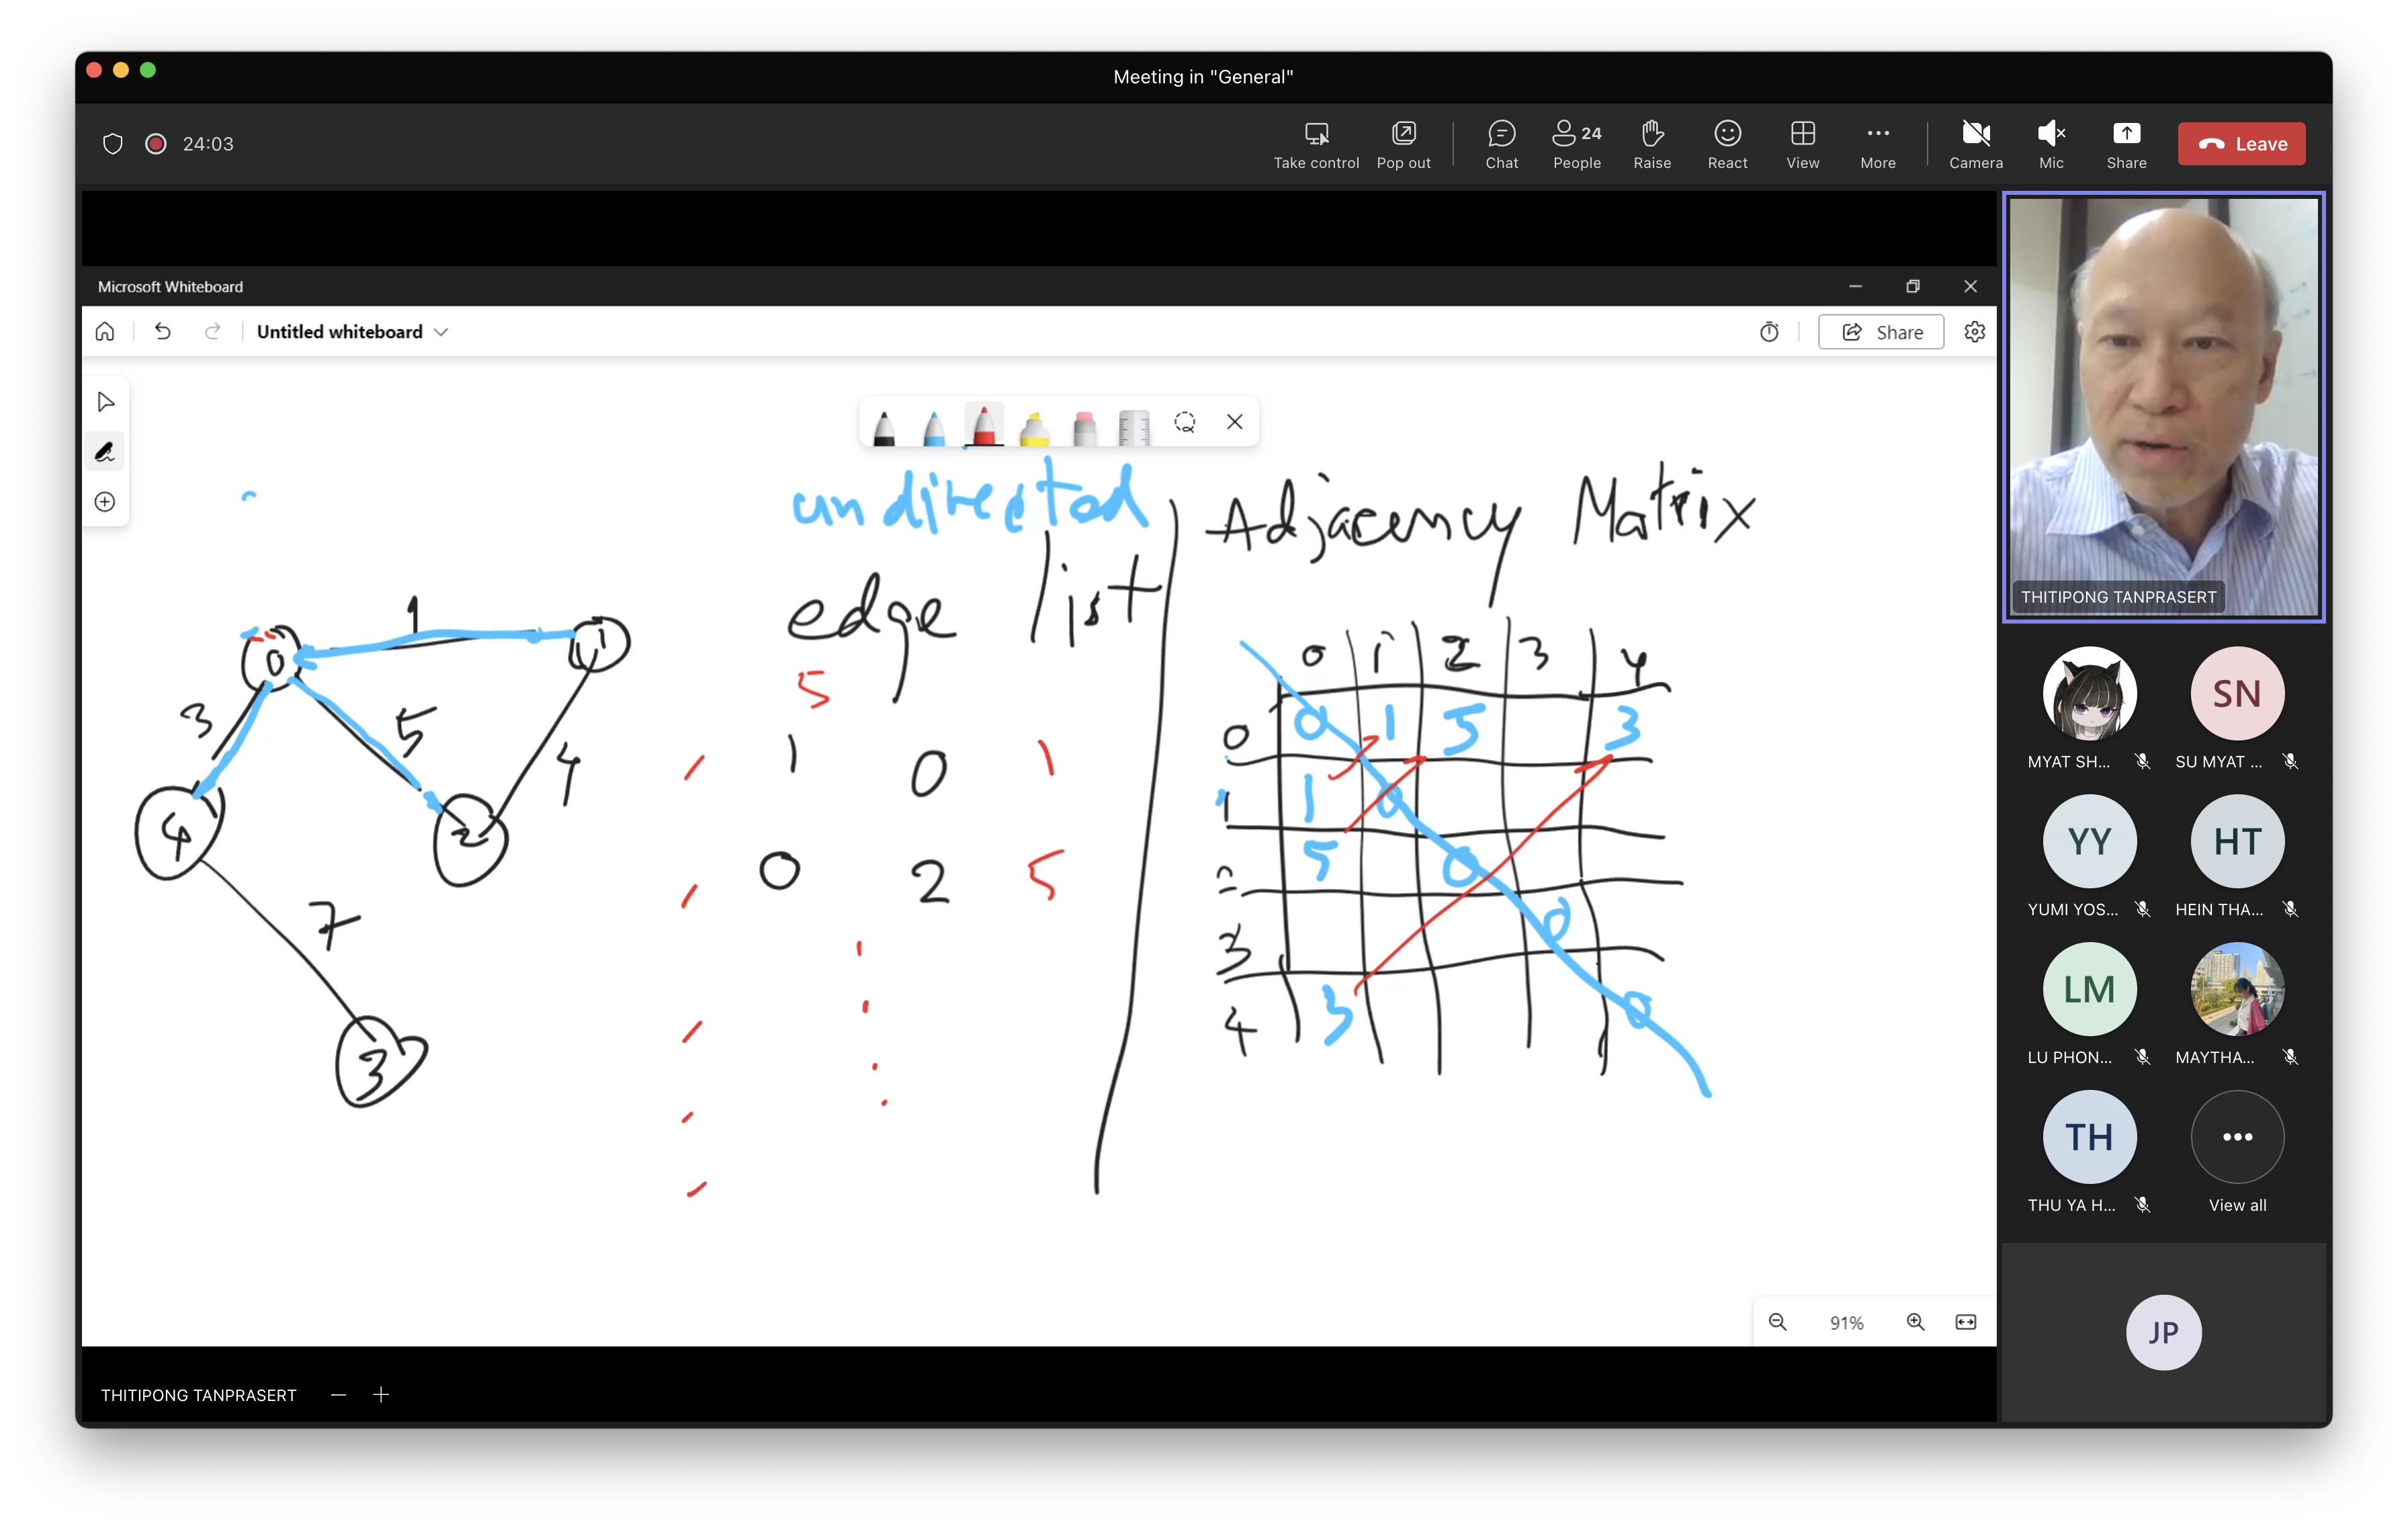 Meeting in "General"
24:03
Take control
Pop out
Chat
24
People
Raise
React
View
More
Camera
Mic
Share
Leave
Microsoft Whiteboard
Untitled whiteboard
Share
undirected
edge list
Adjacency Matrix
5
1 0 1
0 2 5
0 1
1
3
5
4
4
2
7
3
0 1 2 3 4
0 0 1 5 3
1 1 0
2 5 0
3 0
4 3 0
91%
THITIPONG TANPRASERT
THITIPONG TANPRASERT
MYAT SH...
SN
SU MYAT ...
YY
YUMI YOS...
HT
HEIN THA...
LM
LU PHON...
MAYTHA...
TH
THU YA H...
View all
JP